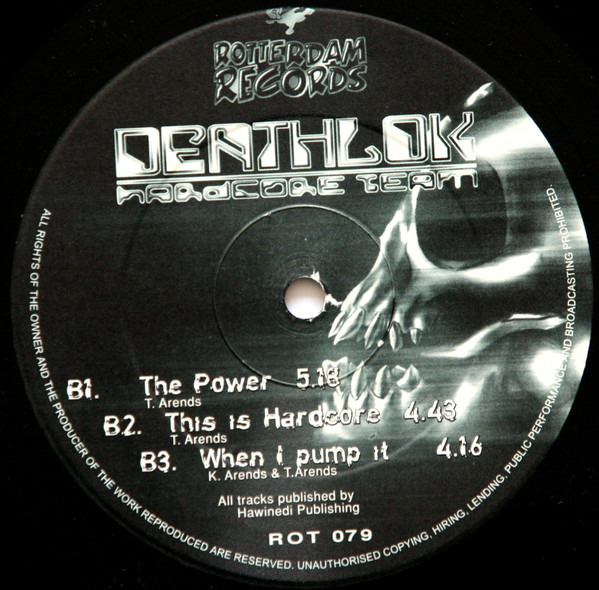 ROTTERDAM
RECORDS
DEATHLOK
HARDCORE TEAM
B1. The Power 5.18
T. Arends
B2. This is Hardcore 4.43
T. Arends
B3. When I pump it 4.16
K. Arends & T.Arends
All tracks published by
Hawinedi Publishing
ROT 079
ALL RIGHTS OF THE OWNER AND THE PRODUCER OF THE WORK REPRODUCED ARE RESERVED. UNAUTHORISED COPYING, HIRING, LENDING, PUBLIC PERFORMANCE AND BROADCASTING PROHIBITED.